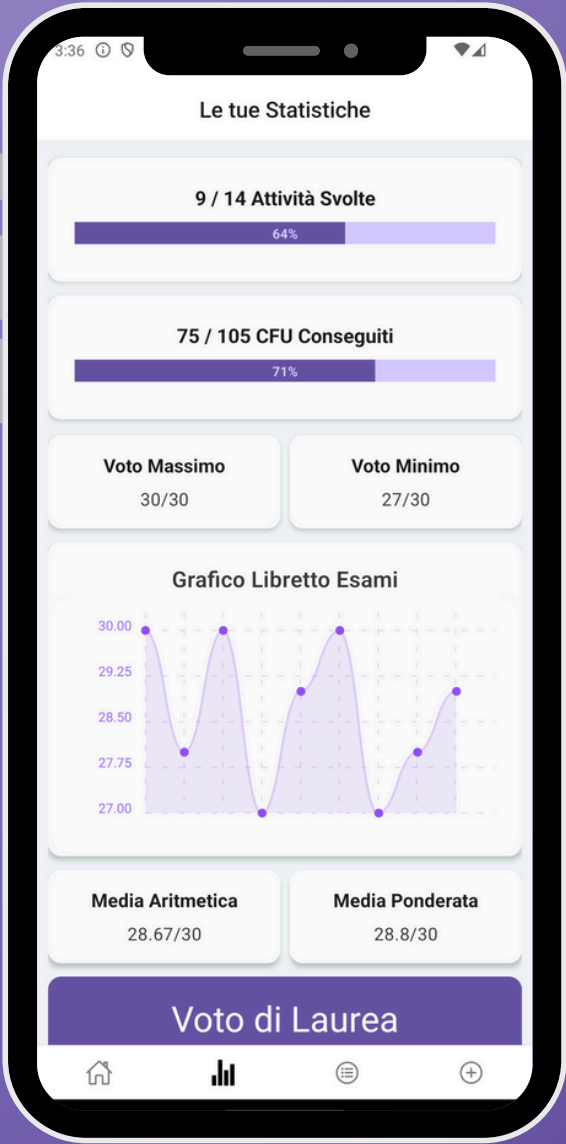 3:36
Le tue Statistiche
9 / 14 Attività Svolte
64%
75 / 105 CFU Conseguiti
71%
Voto Massimo
30/30
Voto Minimo
27/30
Grafico Libretto Esami
30.00
29.25
28.50
27.75
27.00
Media Aritmetica
28.67/30
Media Ponderata
28.8/30
Voto di Laurea